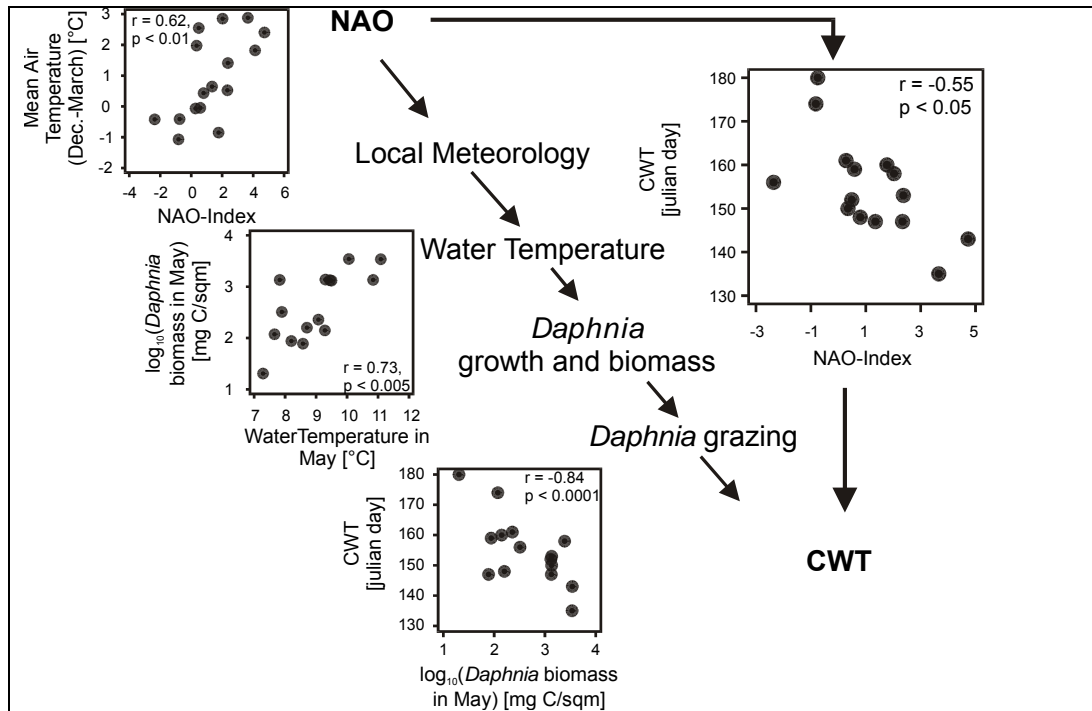 NAO
r = 0.62,
p < 0.01
Mean Air
Temperature
(Dec.-March) [°C]
3
2
1
0
-1
-2
-4 -2 0 2 4 6
NAO-Index
Local Meteorology
r = -0.55
p < 0.05
CWT
[julian day]
180
170
160
150
140
130
-3 -1 1 3 5
NAO-Index
Water Temperature
log₁₀(Daphnia
biomass in May)
[mg C/sqm]
4
3
2
1
r = 0.73,
p < 0.005
7 8 9 10 11 12
WaterTemperature in
May [°C]
Daphnia
growth and biomass
Daphnia grazing
CWT
[julian day]
180
170
160
150
140
130
r = -0.84
p < 0.0001
1 2 3 4
log₁₀(Daphnia biomass
in May) [mg C/sqm]
CWT